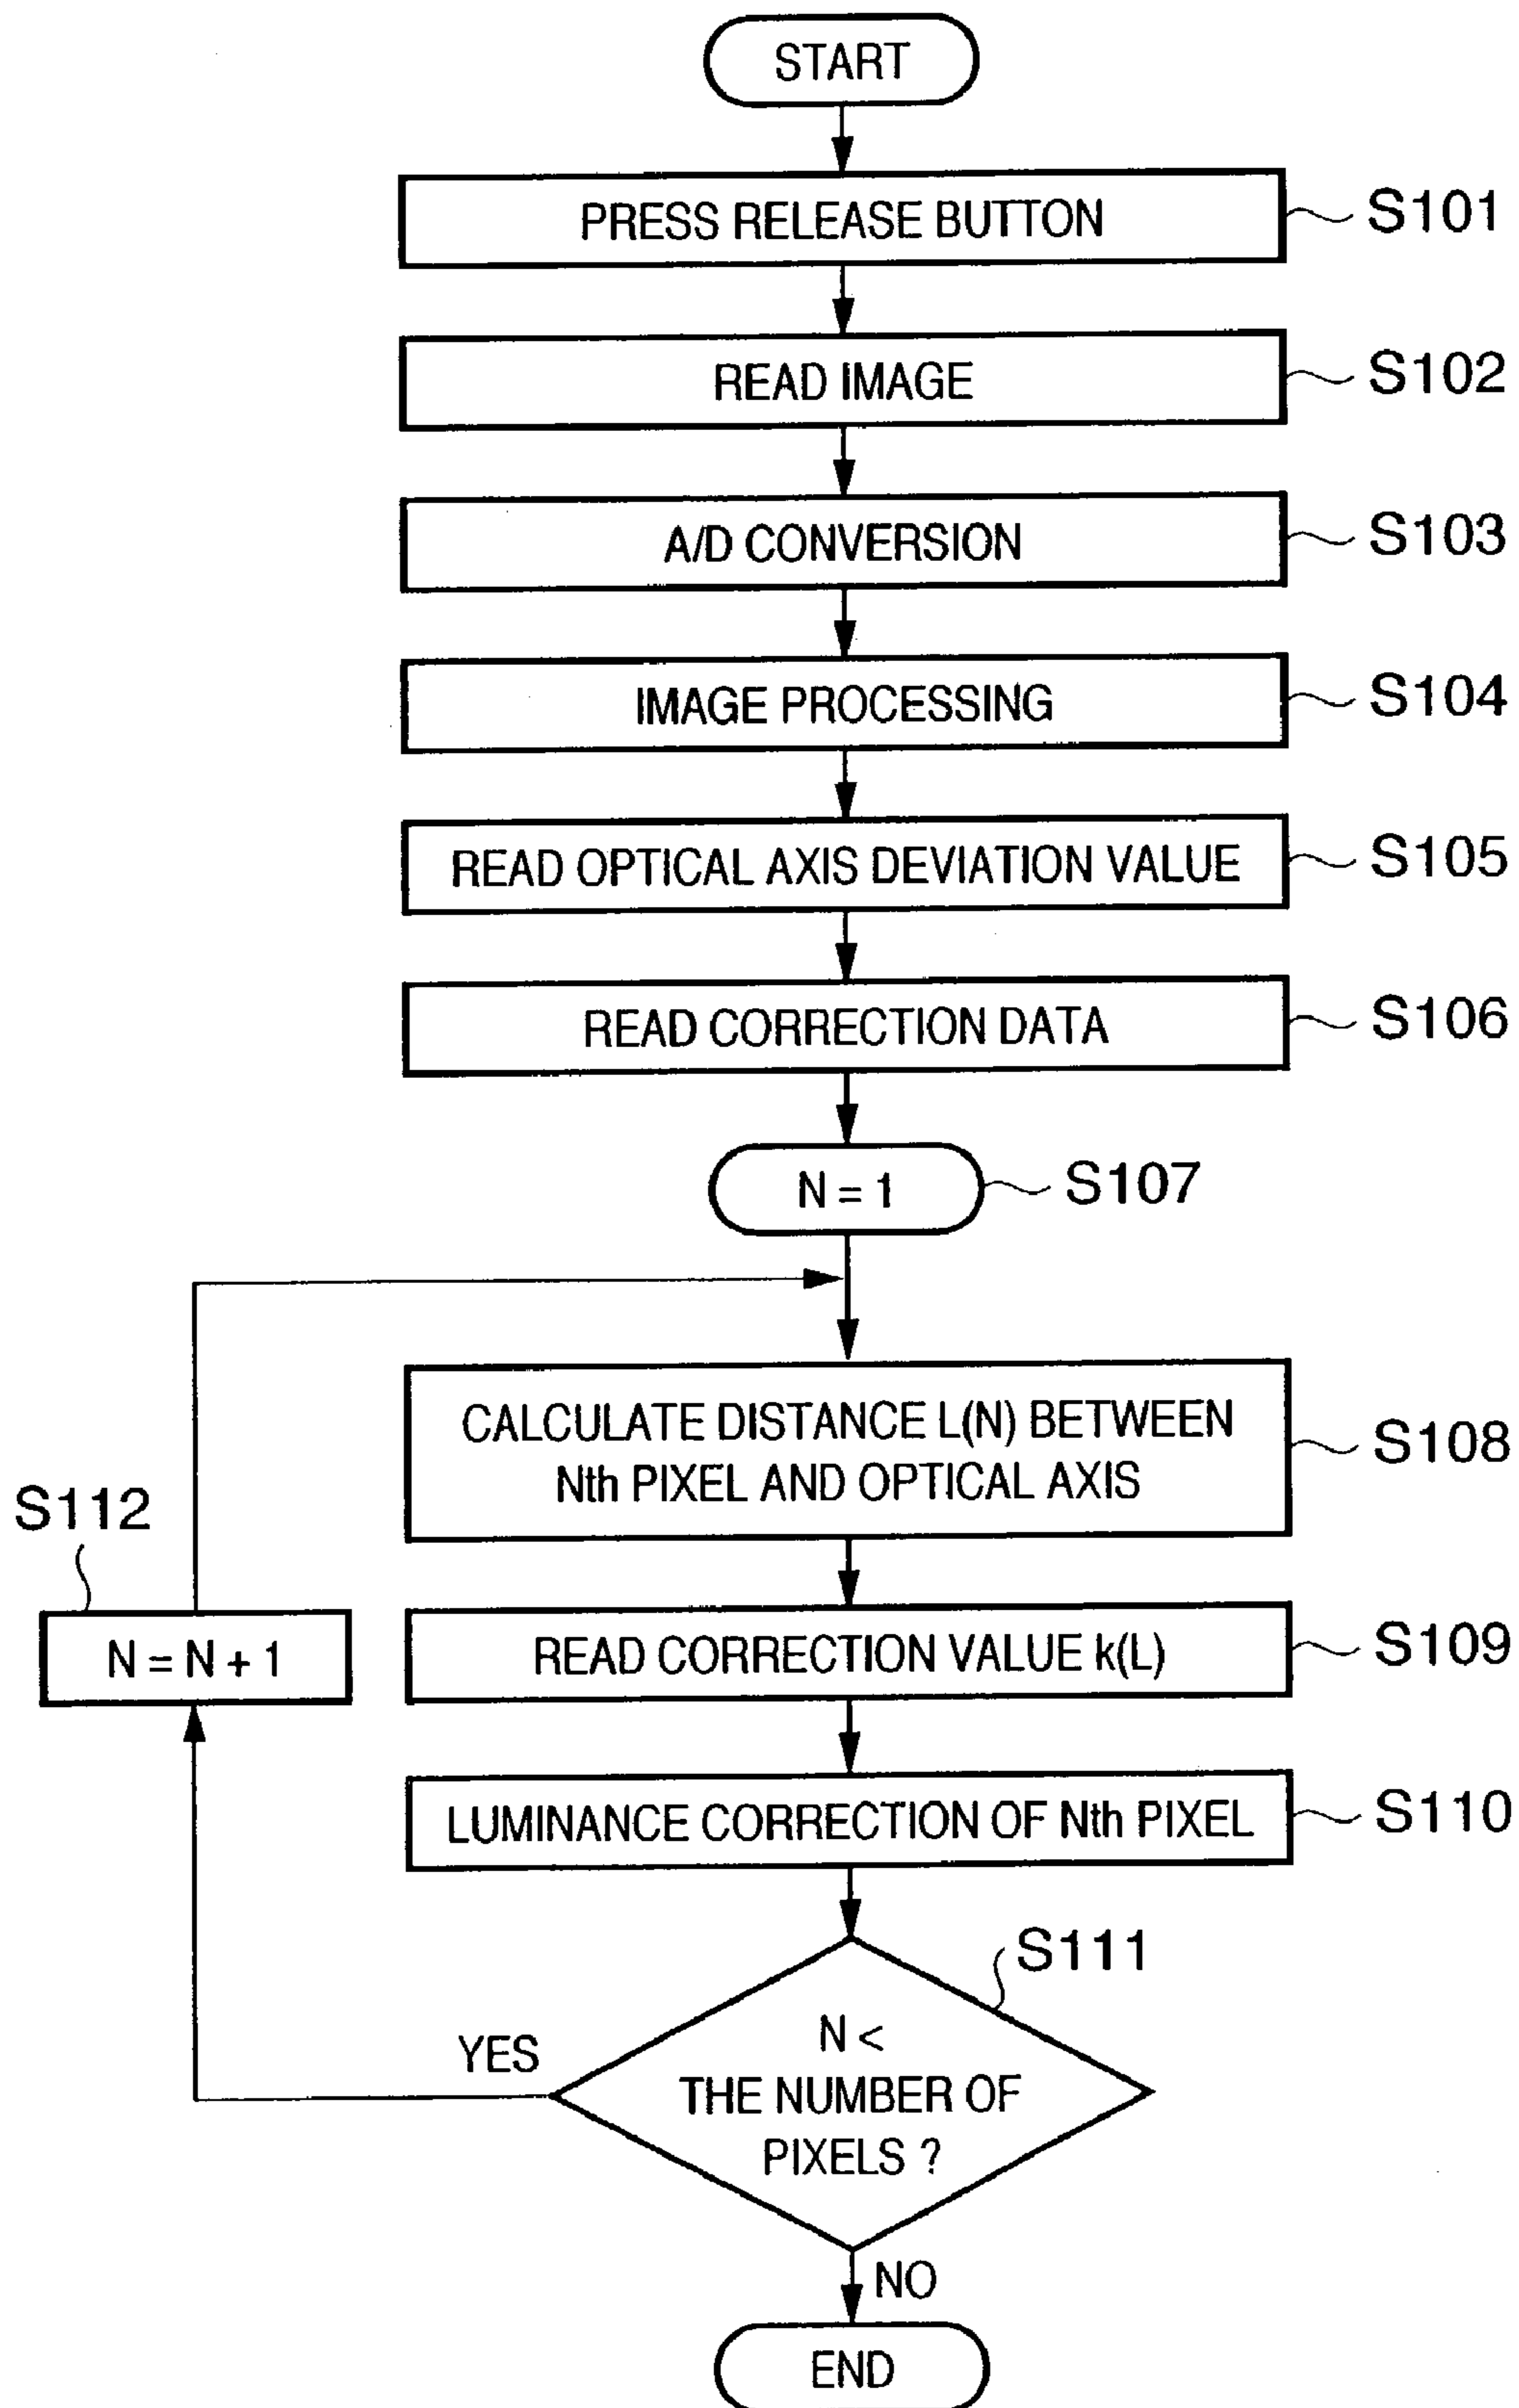 START
PRESS RELEASE BUTTON
S101
READ IMAGE
S102
A/D CONVERSION
S103
IMAGE PROCESSING
S104
READ OPTICAL AXIS DEVIATION VALUE
S105
READ CORRECTION DATA
S106
N = 1
S107
CALCULATE DISTANCE L(N) BETWEEN
Nth PIXEL AND OPTICAL AXIS
S108
S112
N = N + 1
READ CORRECTION VALUE k(L)
S109
LUMINANCE CORRECTION OF Nth PIXEL
S110
S111
N <
THE NUMBER OF
PIXELS ?
YES
NO
END